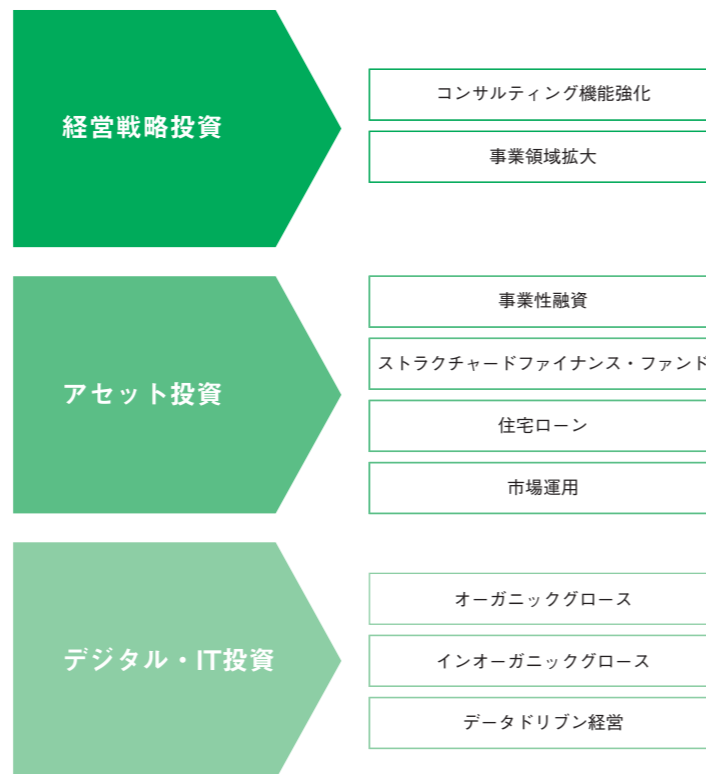 経営戦略投資
コンサルティング機能強化
事業領域拡大
アセット投資
事業性融資
ストラクチャードファイナンス・ファンド
住宅ローン
市場運用
デジタル・IT投資
オーガニックグロース
インオーガニックグロース
データドリブン経営